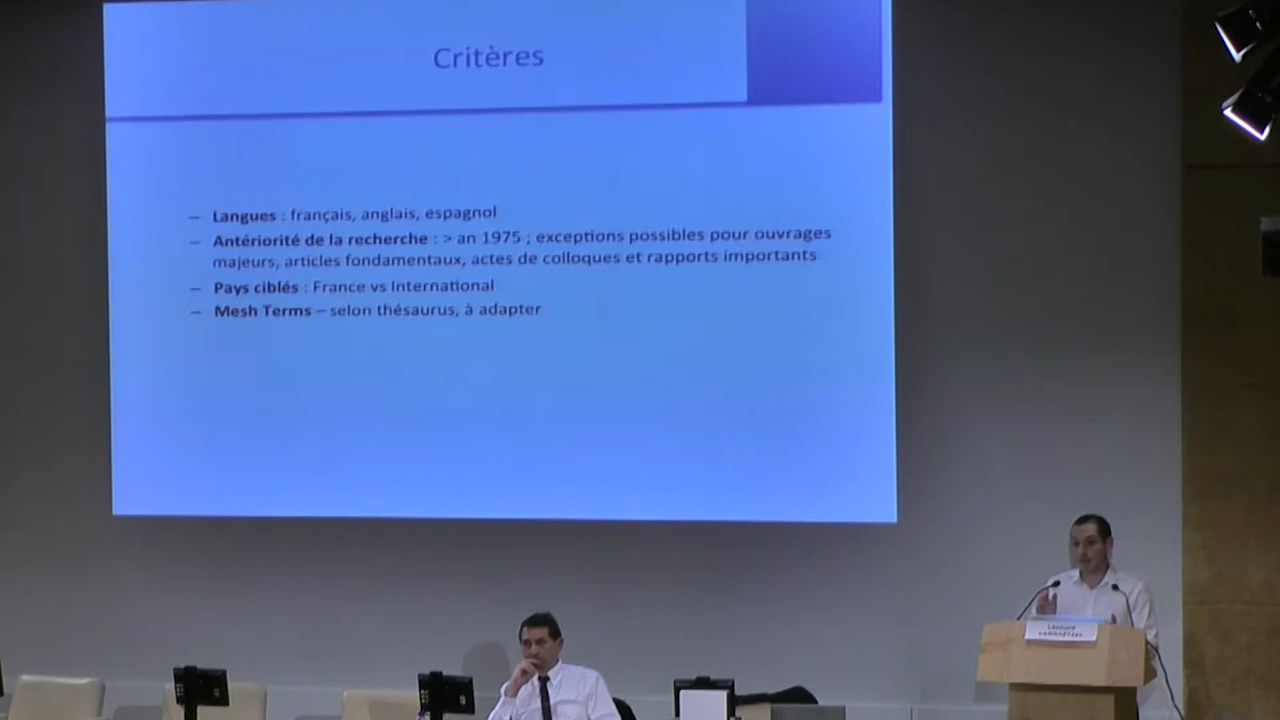 Critères
– Langues : français, anglais, espagnol
– Antériorité de la recherche : > an 1975 ; exceptions possibles pour ouvrages
majeurs, articles fondamentaux, actes de colloques et rapports importants
– Pays ciblés : France vs International
– Mesh Terms – selon thésaurus, à adapter